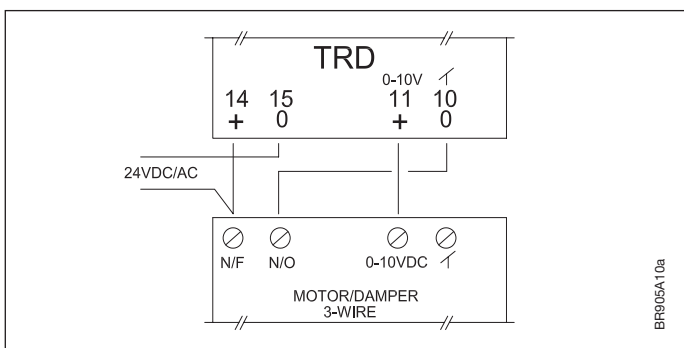 TRD
0-10V
14 15 11 10
+ 0 + 0
24VDC/AC
N/F N/O 0-10VDC
MOTOR/DAMPER
3-WIRE
BR905A10a